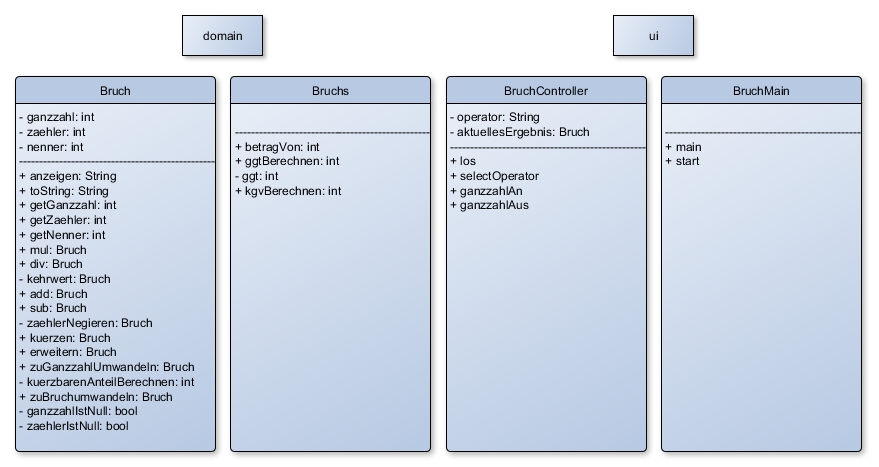 domain
ui
Bruch
- ganzzahl: int
- zaehler: int
- nenner: int
+ anzeigen: String
+ toString: String
+ getGanzzahl: int
+ getZaehler: int
+ getNenner: int
+ mul: Bruch
+ div: Bruch
- kehrwert: Bruch
+ add: Bruch
+ sub: Bruch
- zaehlerNegieren: Bruch
+ kuerzen: Bruch
+ erweitern: Bruch
+ zuGanzzahlUmwandeln: Bruch
- kuerzbarenAnteilBerechnen: int
+ zuBruchumwandeln: Bruch
- ganzzahlIstNull: bool
- zaehlerIstNull: bool
Bruchs
+ betragVon: int
+ ggtBerechnen: int
- ggt: int
+ kgvBerechnen: int
BruchController
- operator: String
- aktuellesErgebnis: Bruch
+ los
+ selectOperator
+ ganzzahlAn
+ ganzzahlAus
BruchMain
+ main
+ start